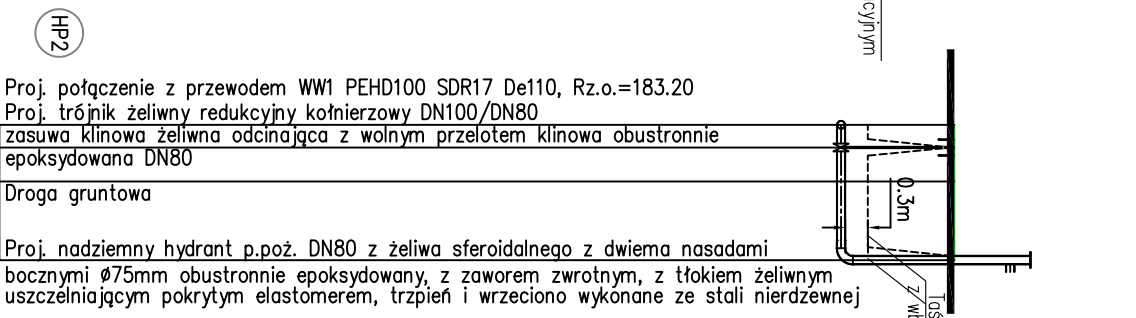 HP2
Proj. połączenie z przewodem WW1 PEHD100 SDR17 De110, Rz.o.=183.20
Proj. trójnik żeliwny redukcyjny kołnierzowy DN100/DN80
zasuwa klinowa żeliwna odcinająca z wolnym przelotem klinowa obustronnie
epoksydowana DN80
Droga gruntowa
Proj. nadziemny hydrant p.poż. DN80 z żeliwa sferoidalnego z dwiema nasadami
bocznymi Ø75mm obustronnie epoksydowany, z zaworem zwrotnym, z tłokiem żeliwnym
uszczelniającym pokrytym elastomerem, trzpień i wrzeciono wykonane ze stali nierdzewnej
cyjnym
0.3m